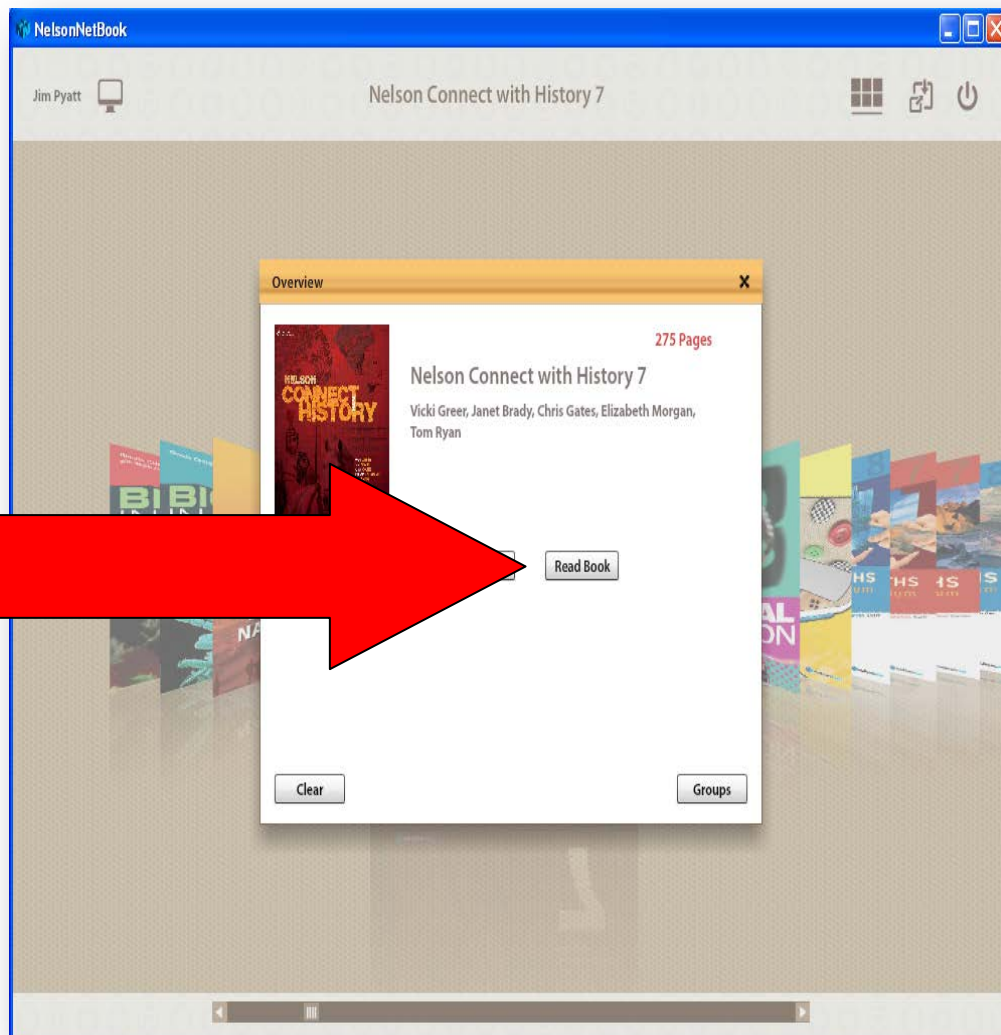 NelsonNetBook
Jim Pyatt
Nelson Connect with History 7
Overview
275 Pages
NELSON
CONNECT
HISTORY
Nelson Connect with History 7
Vicki Greer, Janet Brady, Chris Gates, Elizabeth Morgan,
Tom Ryan
Read Book
Clear
Groups